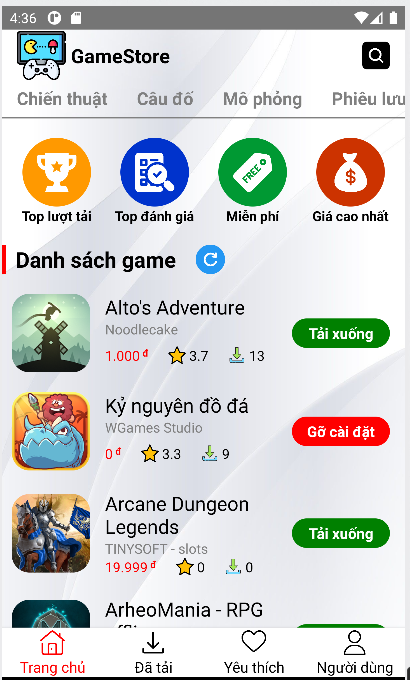 4:36
GameStore
Chiến thuật Câu đố Mô phỏng Phiêu lưu
FREE
$
Top lượt tải Top đánh giá Miễn phí Giá cao nhất
Danh sách game
Alto's Adventure
Noodlecake
1.000 đ 3.7 13
Tải xuống
Kỷ nguyên đồ đá
WGames Studio
0 đ 3.3 9
Gỡ cài đặt
Arcane Dungeon
Legends
TINYSOFT - slots
19.999 đ 0 0
Tải xuống
ArheoMania - RPG
Trang chủ Đã tải Yêu thích Người dùng